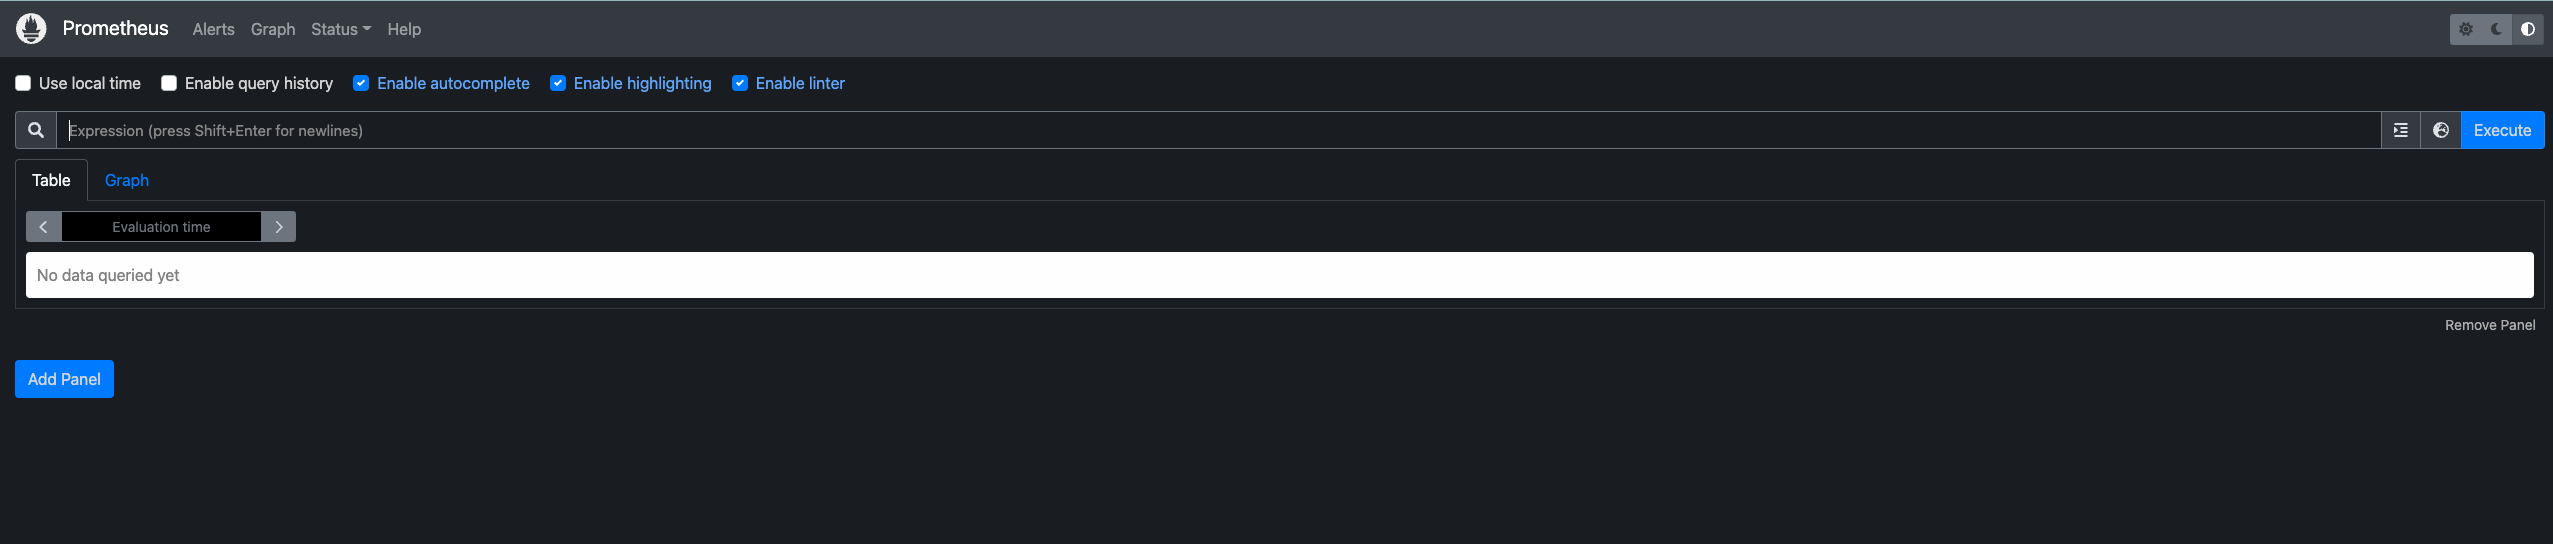 Prometheus Alerts Graph Status Help
Use local time Enable query history Enable autocomplete Enable highlighting Enable linter
Expression (press Shift+Enter for newlines) Execute
Table Graph
Evaluation time
No data queried yet
Remove Panel
Add Panel